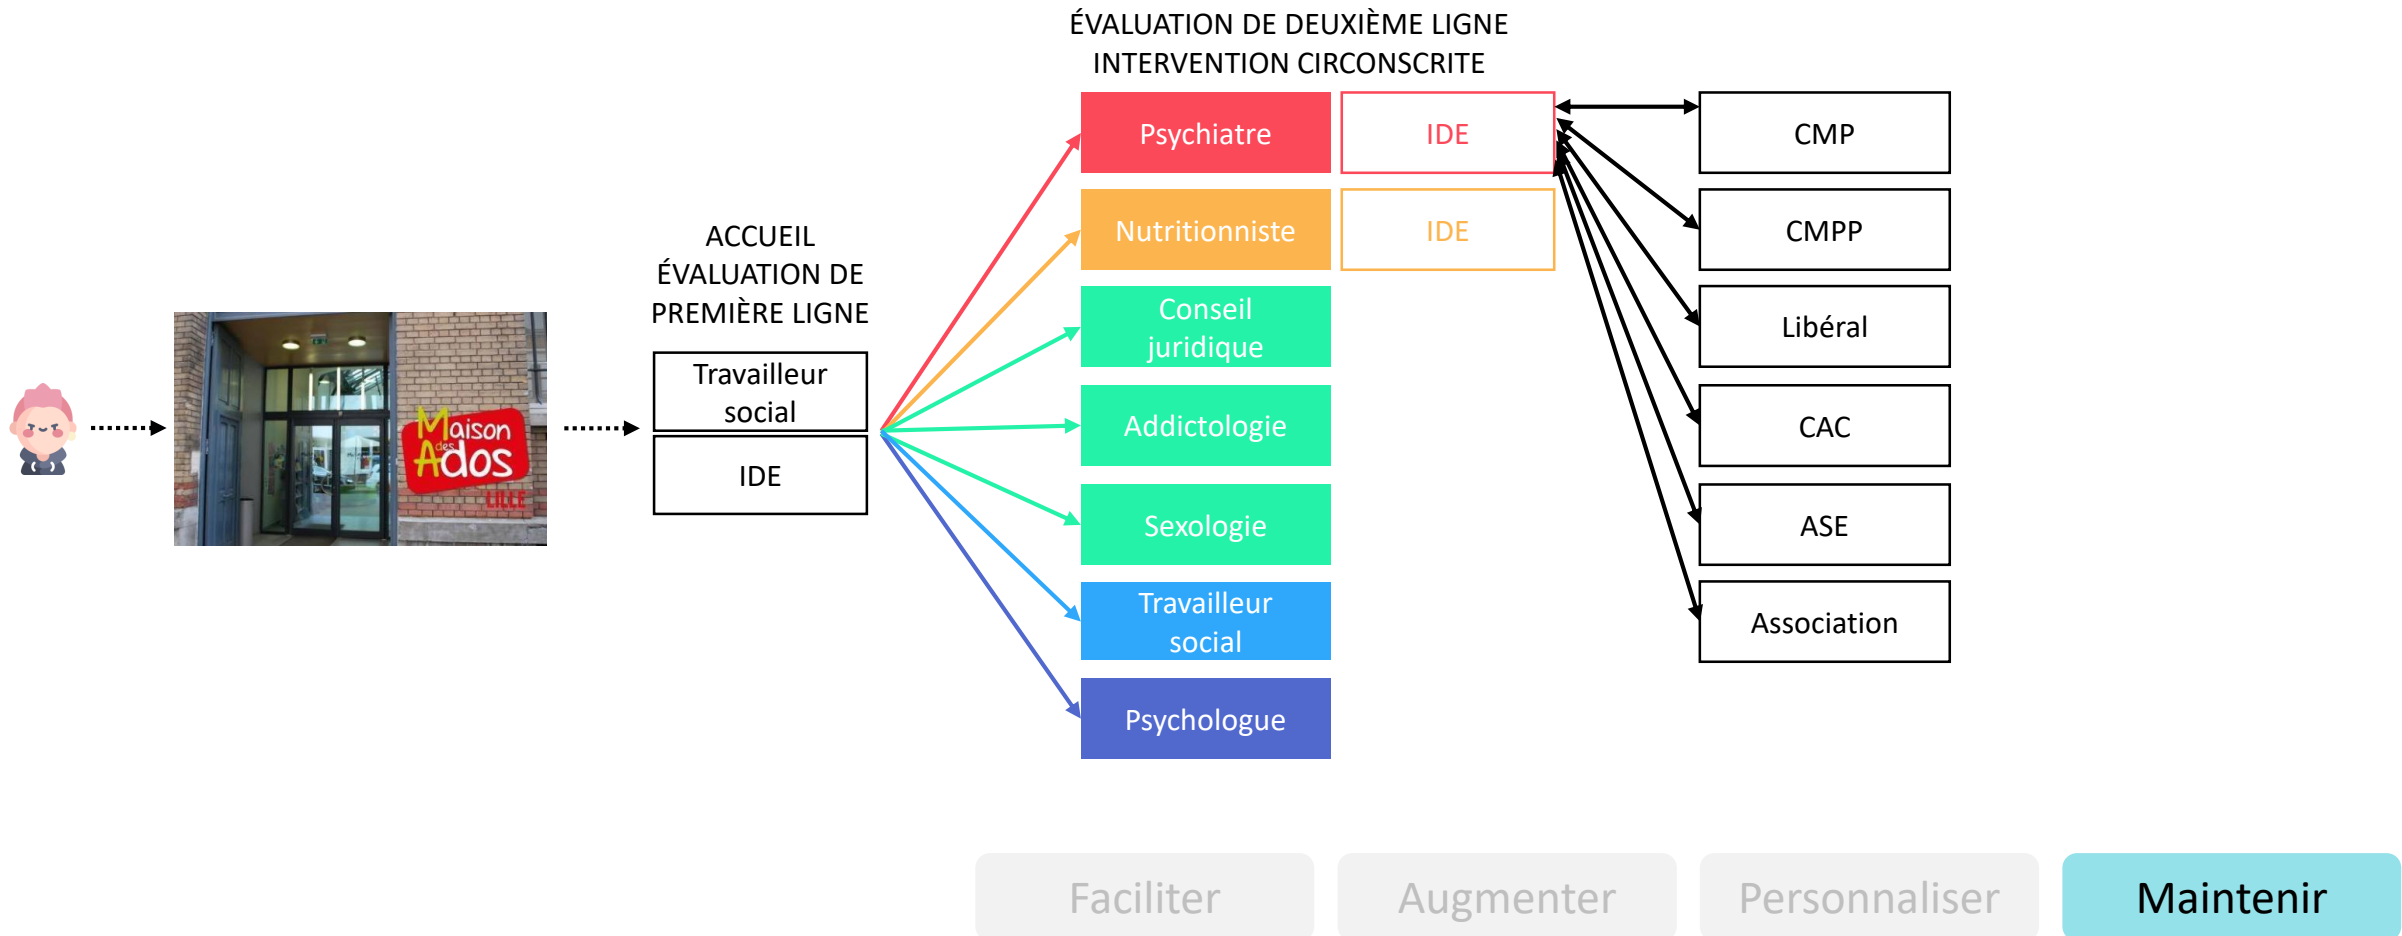 ÉVALUATION DE DEUXIÈME LIGNE
INTERVENTION CIRCONSCRITE
ACCUEIL
ÉVALUATION DE
PREMIÈRE LIGNE
Maison
des
Ados
LILLE
Travailleur
social
IDE
Psychiatre
IDE
Nutritionniste
IDE
Conseil
juridique
Addictologie
Sexologie
Travailleur
social
Psychologue
CMP
CMPP
Libéral
CAC
ASE
Association
Faciliter
Augmenter
Personnaliser
Maintenir